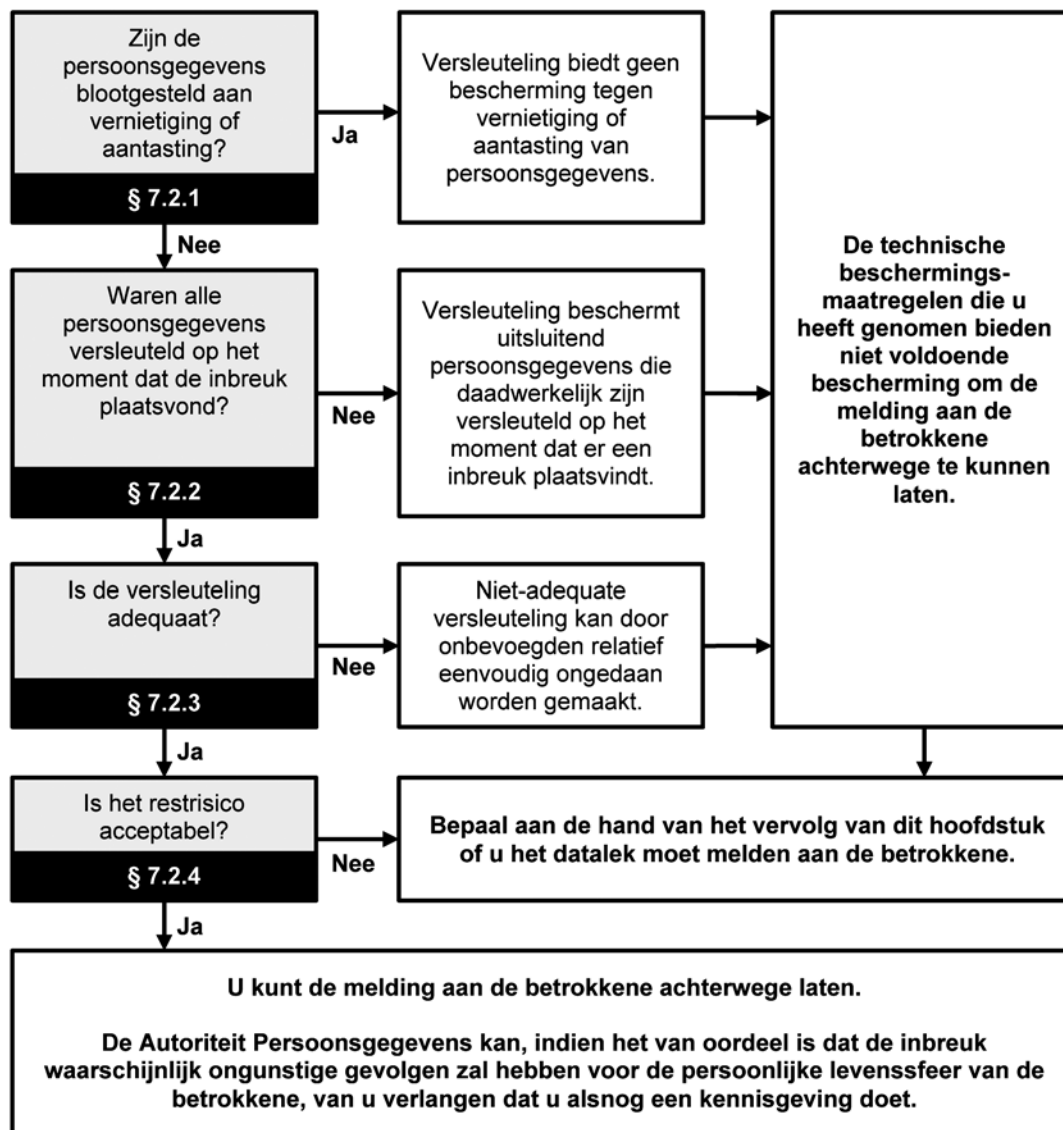 Zijn de
persoonsgegevens
blootgesteld aan
vernietiging of
aantasting?
§ 7.2.1
Ja
Versleuteling biedt geen
bescherming tegen
vernietiging of
aantasting van
persoonsgegevens.
Nee
Waren alle
persoonsgegevens
versleuteld op het
moment dat de inbreuk
plaatsvond?
§ 7.2.2
Nee
Versleuteling beschermt
uitsluitend
persoonsgegevens die
daadwerkelijk zijn
versleuteld op het
moment dat er een
inbreuk plaatsvindt.
De technische
beschermings-
maatregelen die u
heeft genomen bieden
niet voldoende
bescherming om de
melding aan de
betrokkene
achterwege te kunnen
laten.
Ja
Is de versleuteling
adequaat?
§ 7.2.3
Nee
Niet-adequate
versleuteling kan door
onbevoegden relatief
eenvoudig ongedaan
worden gemaakt.
Ja
Is het restrisico
acceptabel?
§ 7.2.4
Nee
Bepaal aan de hand van het vervolg van dit hoofdstuk
of u het datalek moet melden aan de betrokkene.
Ja
U kunt de melding aan de betrokkene achterwege laten.
De Autoriteit Persoonsgegevens kan, indien het van oordeel is dat de inbreuk
waarschijnlijk ongunstige gevolgen zal hebben voor de persoonlijke levenssfeer van de
betrokkene, van u verlangen dat u alsnog een kennisgeving doet.